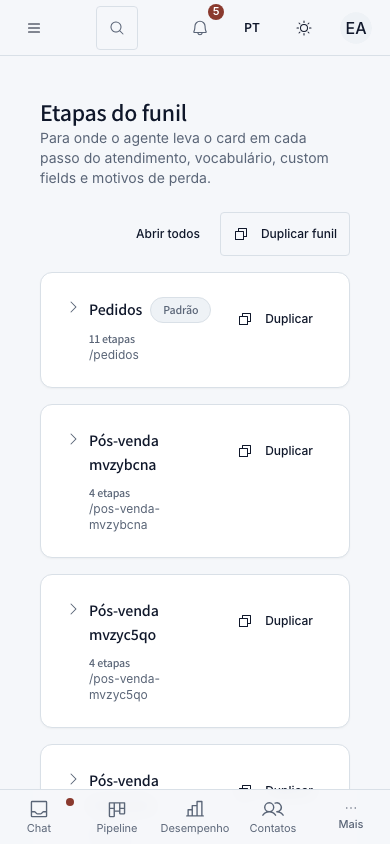 5
PT
EA
Etapas do funil
Para onde o agente leva o card em cada
passo do atendimento, vocabulário, custom
fields e motivos de perda.
Abrir todos
Duplicar funil
Pedidos
Padrão
Duplicar
11 etapas
/pedidos
Pós-venda
mvzybcna
Duplicar
4 etapas
/pos-venda-
mvzybcna
Pós-venda
mvzyc5qo
Duplicar
4 etapas
/pos-venda-
mvzyc5qo
Pós-venda
Duplicar
Chat
Pipeline
Desempenho
Contatos
Mais